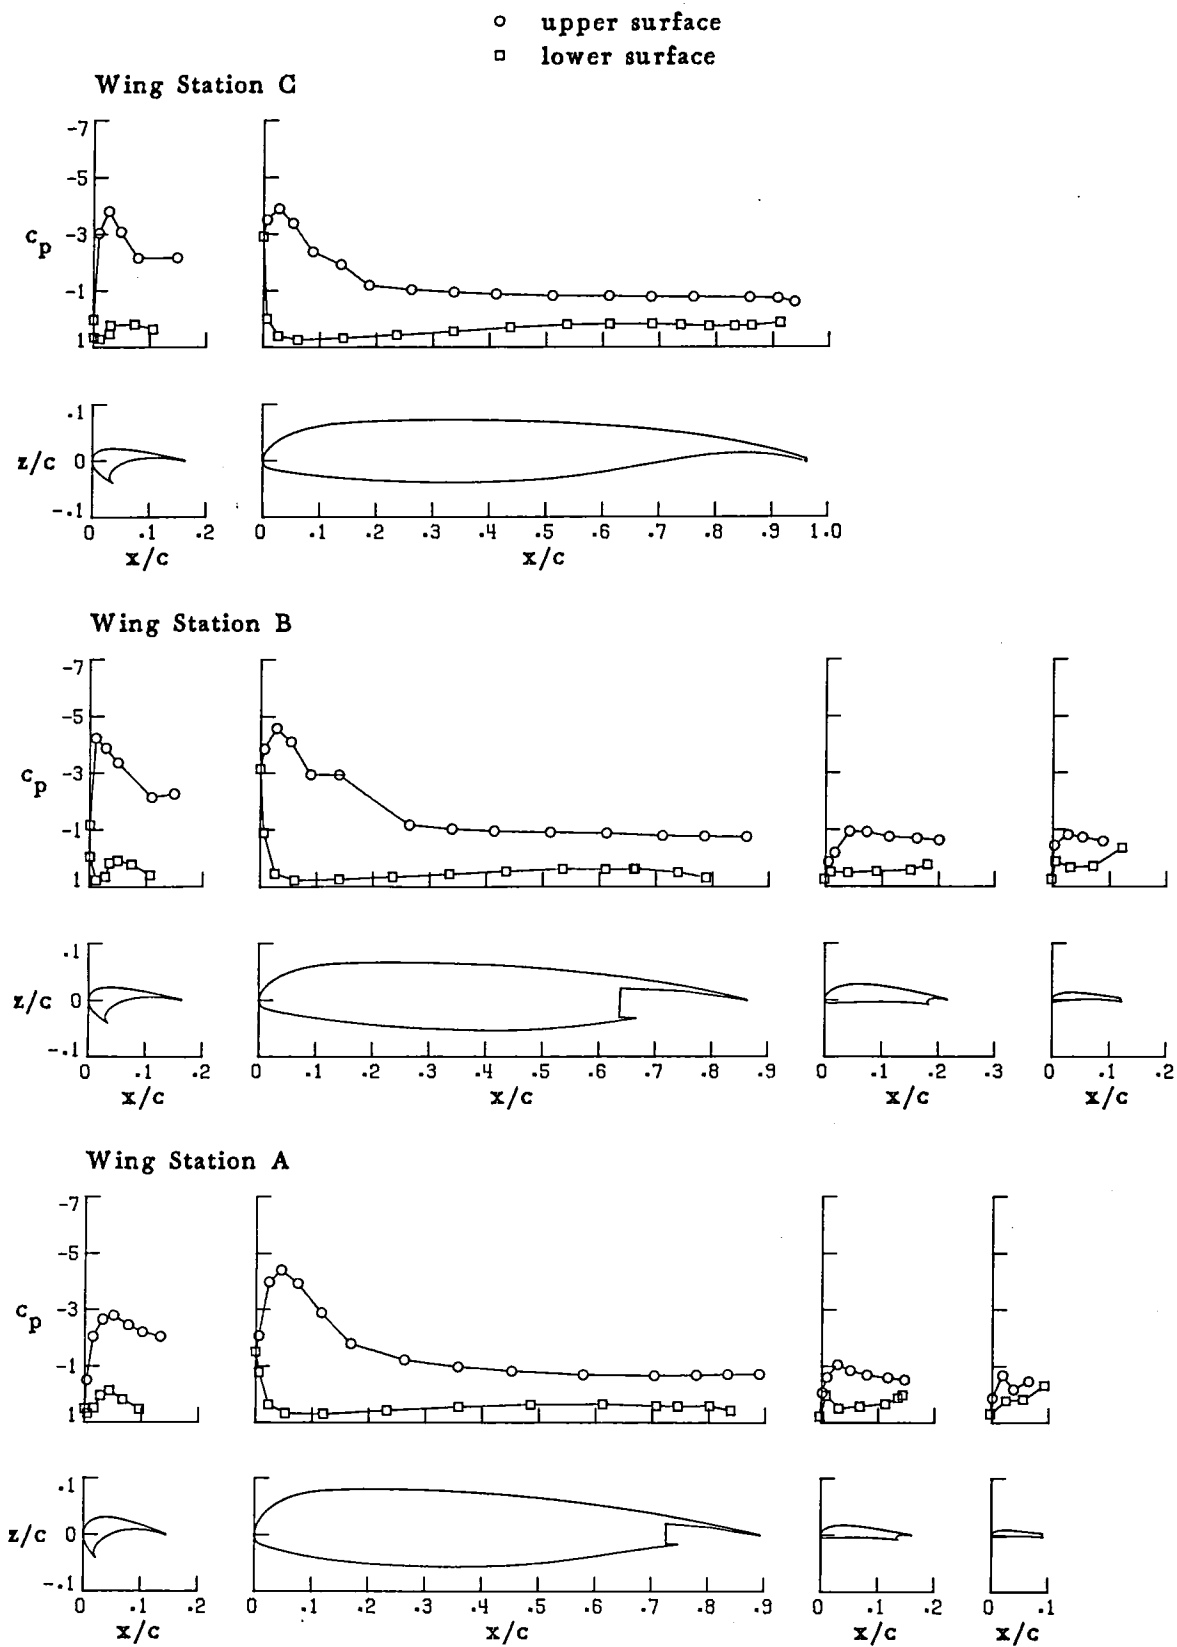 upper surface
lower surface
Wing Station C
-7
-5
-3
-1
1
c_p
.1
0
-.1
z/c
0 .1 .2
x/c
0 .1 .2 .3 .4 .5 .6 .7 .8 .9 1.0
x/c
Wing Station B
-7
-5
-3
-1
1
c_p
.1
0
-.1
z/c
0 .1 .2
x/c
0 .1 .2 .3 .4 .5 .6 .7 .8 .9
x/c
0 .1 .2 .3
x/c
0 .1 .2
x/c
Wing Station A
-7
-5
-3
-1
1
c_p
.1
0
-.1
z/c
0 .1 .2
x/c
0 .1 .2 .3 .4 .5 .6 .7 .8 .9
x/c
0 .1 .2
x/c
0 .1
x/c